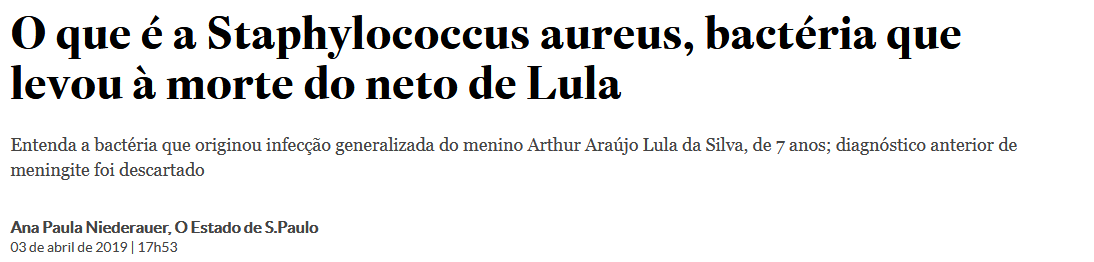 O que é a Staphylococcus aureus, bactéria que
levou à morte do neto de Lula
Entenda a bactéria que originou infecção generalizada do menino Arthur Araújo Lula da Silva, de 7 anos; diagnóstico anterior de
meningite foi descartado
Ana Paula Niederauer, O Estado de S.Paulo
03 de abril de 2019 | 17h53